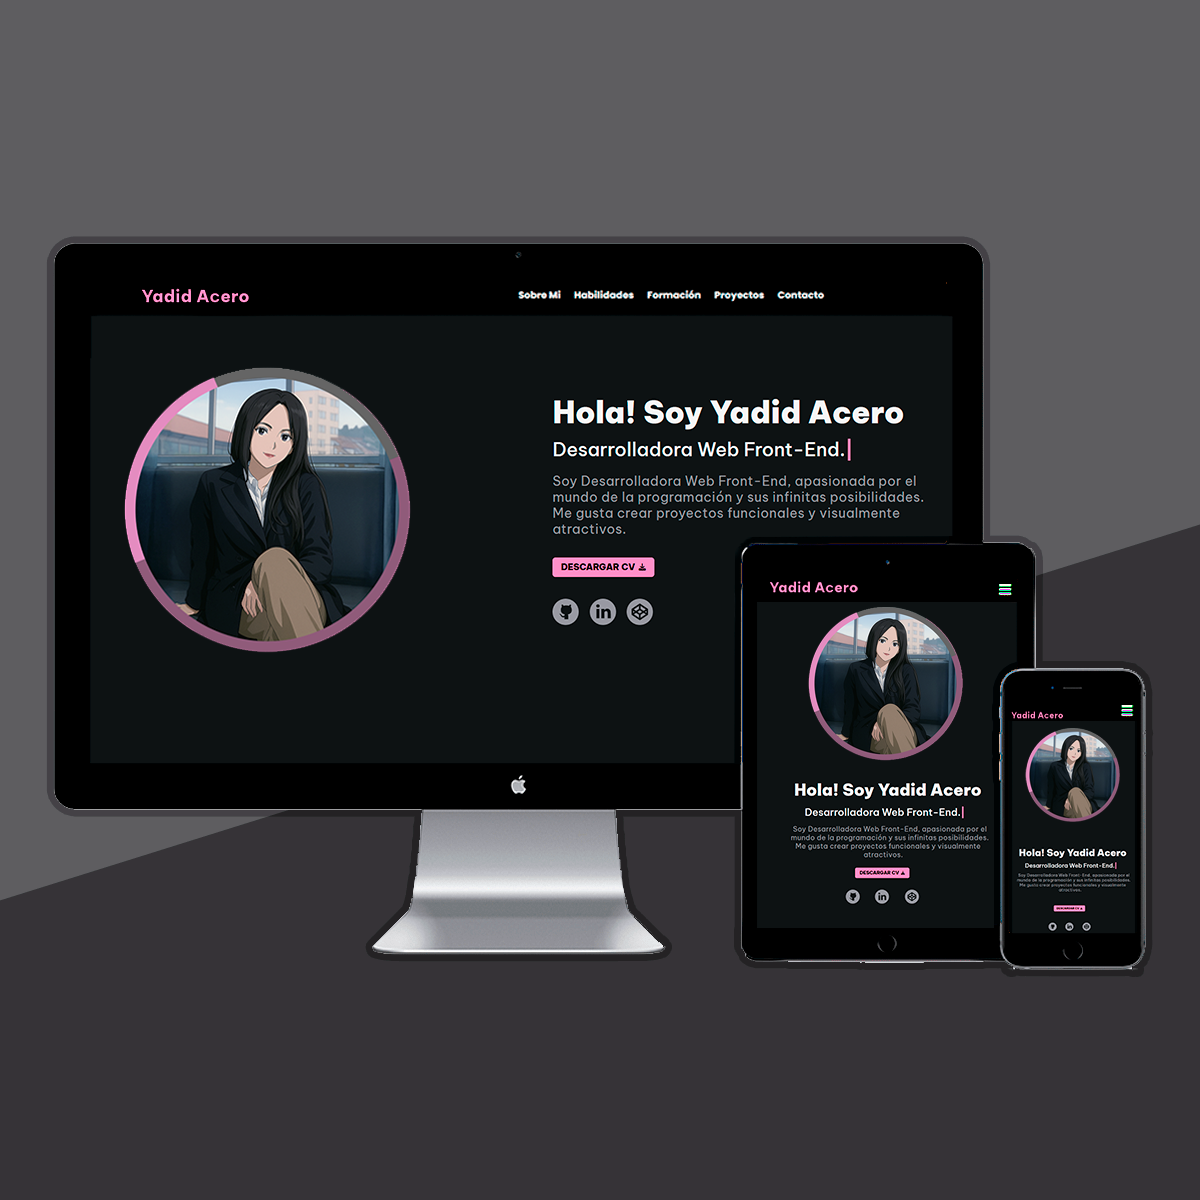 Yadid Acero
Sobre Mi Habilidades Formación Proyectos Contacto
Hola! Soy Yadid Acero
Desarrolladora Web Front-End.
Soy Desarrolladora Web Front-End, apasionada por el
mundo de la programación y sus infinitas posibilidades.
Me gusta crear proyectos funcionales y visualmente
atractivos.
DESCARGAR CV
in
Yadid Acero
Hola! Soy Yadid Acero
Desarrolladora Web Front-End.
Soy Desarrolladora Web Front-End, apasionada por el
mundo de la programación y sus infinitas posibilidades.
Me gusta crear proyectos funcionales y visualmente
atractivos.
DESCARGAR CV
in
Yadid Acero
Hola! Soy Yadid Acero
Desarrolladora Web Front-End.
Soy Desarrolladora Web Front-End, apasionada por el
mundo de la programación y sus infinitas posibilidades.
Me gusta crear proyectos funcionales y visualmente
atractivos.
DESCARGAR CV
in